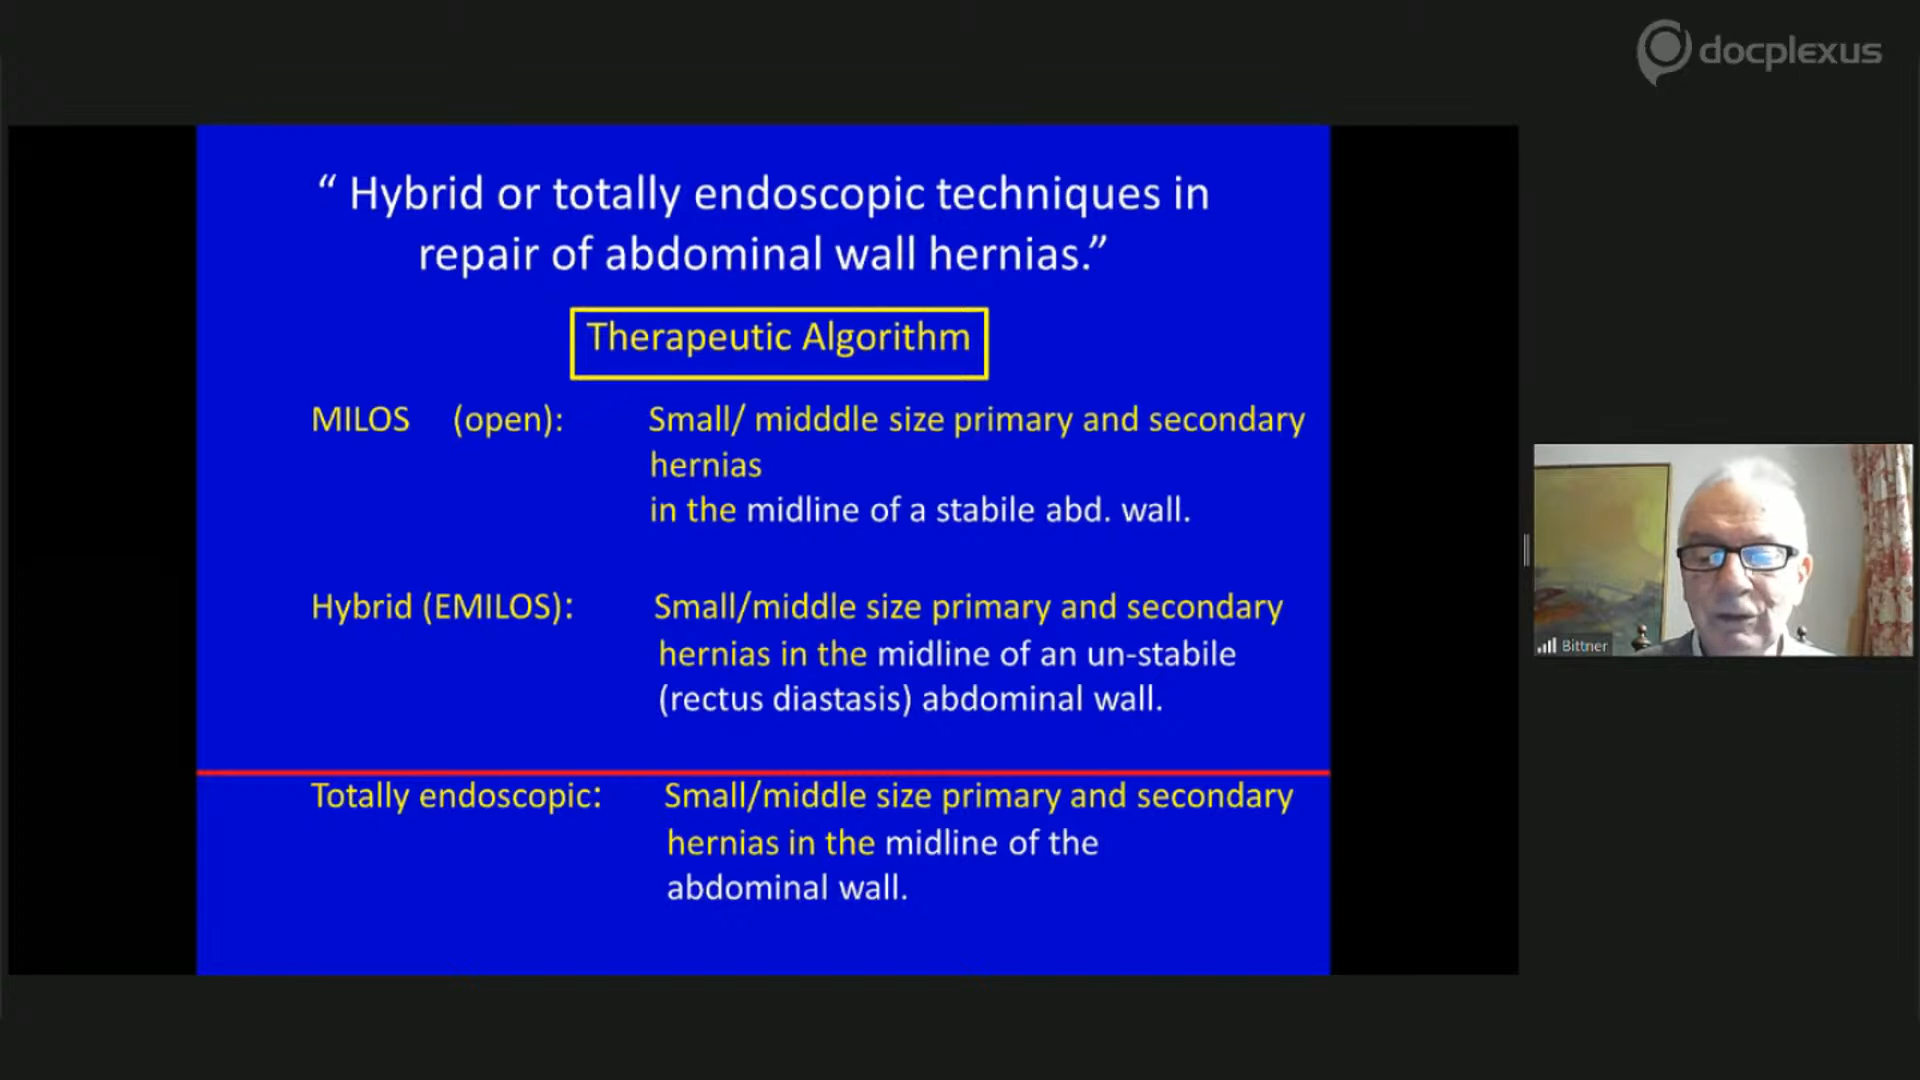 docplexus
“ Hybrid or totally endoscopic techniques in
repair of abdominal wall hernias.”
Therapeutic Algorithm
MILOS (open): Small/ midddle size primary and secondary
hernias
in the midline of a stabile abd. wall.
Hybrid (EMILOS): Small/middle size primary and secondary
hernias in the midline of an un-stabile
(rectus diastasis) abdominal wall.
Totally endoscopic: Small/middle size primary and secondary
hernias in the midline of the
abdominal wall.
Bittner